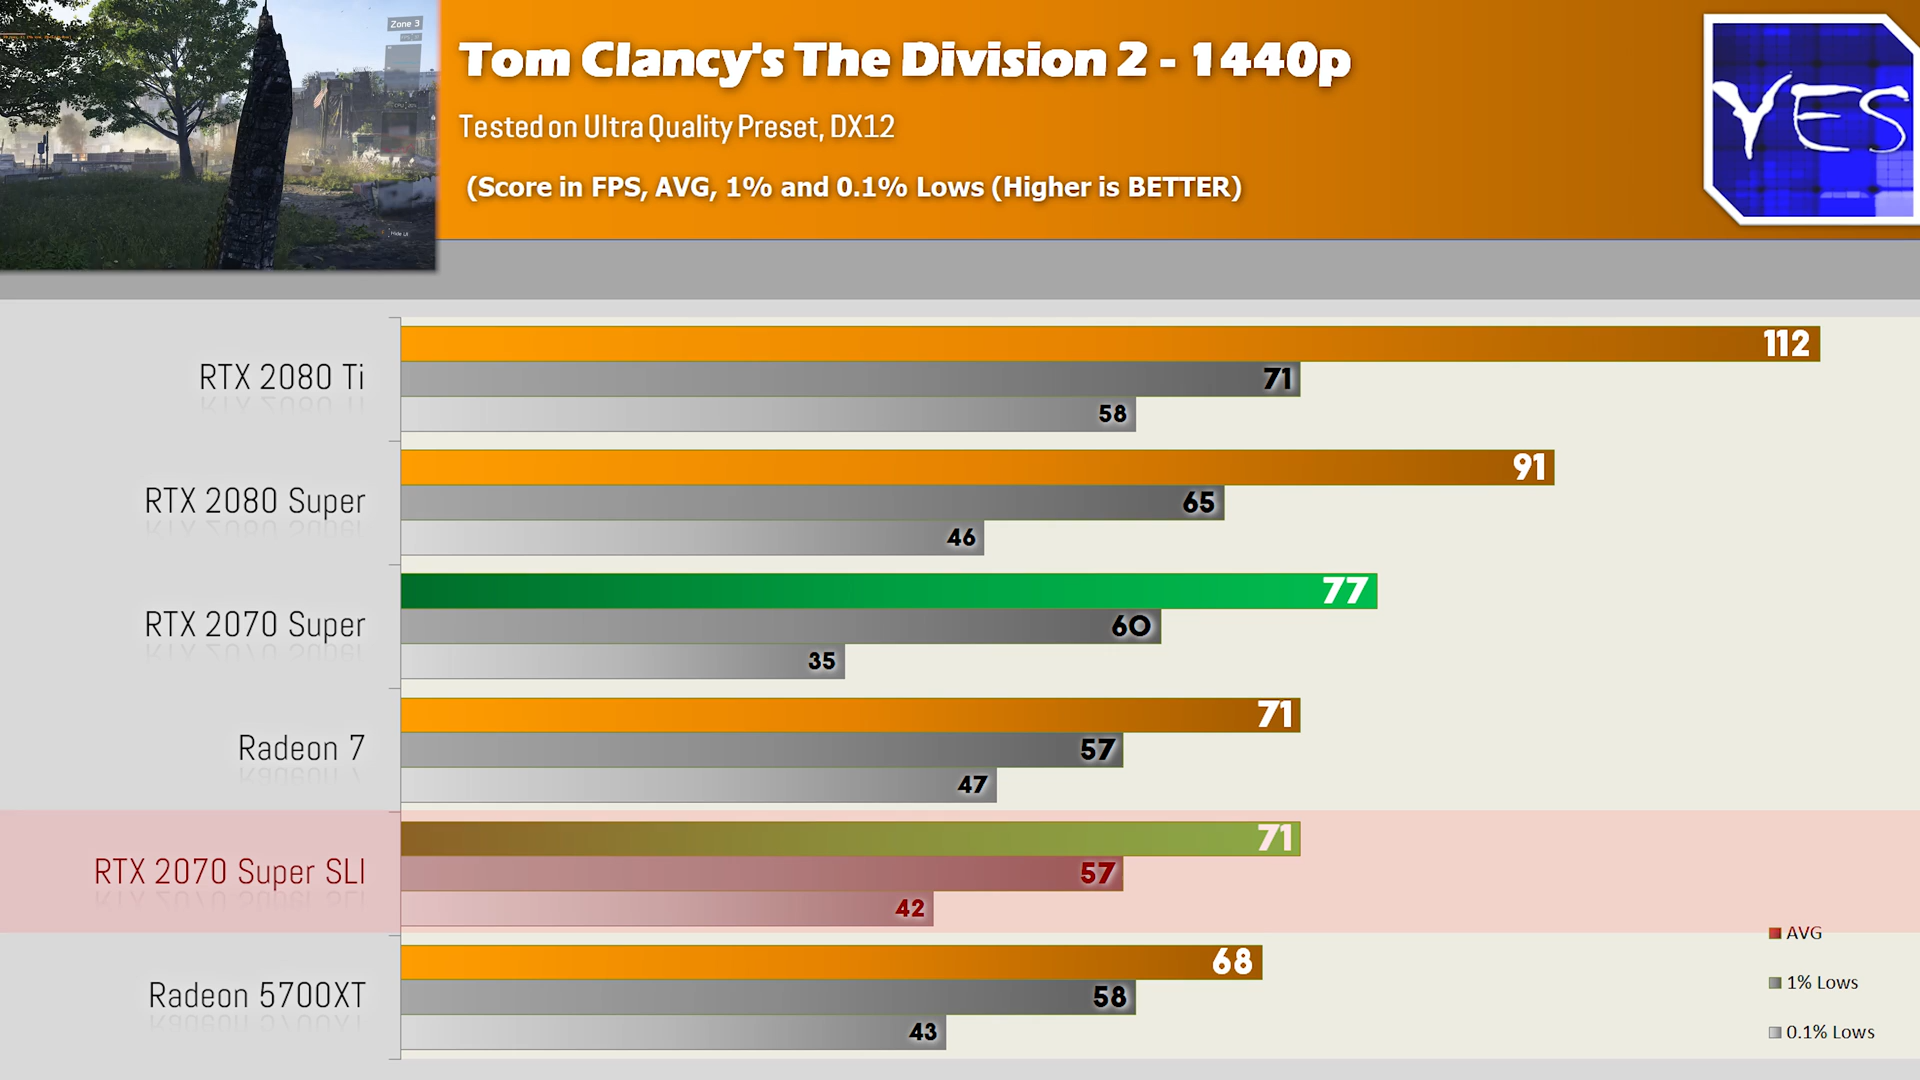 Zone 3
Tom Clancy's The Division 2 - 1440p
Tested on Ultra Quality Preset, DX12
(Score in FPS, AVG, 1% and 0.1% Lows (Higher is BETTER)
YES
Hide UI
RTX 2080 Ti
112
71
58
RTX 2080 Super
91
65
46
RTX 2070 Super
77
60
35
Radeon 7
71
57
47
RTX 2070 Super SLI
71
57
42
Radeon 5700XT
68
58
43
AVG
1% Lows
0.1% Lows